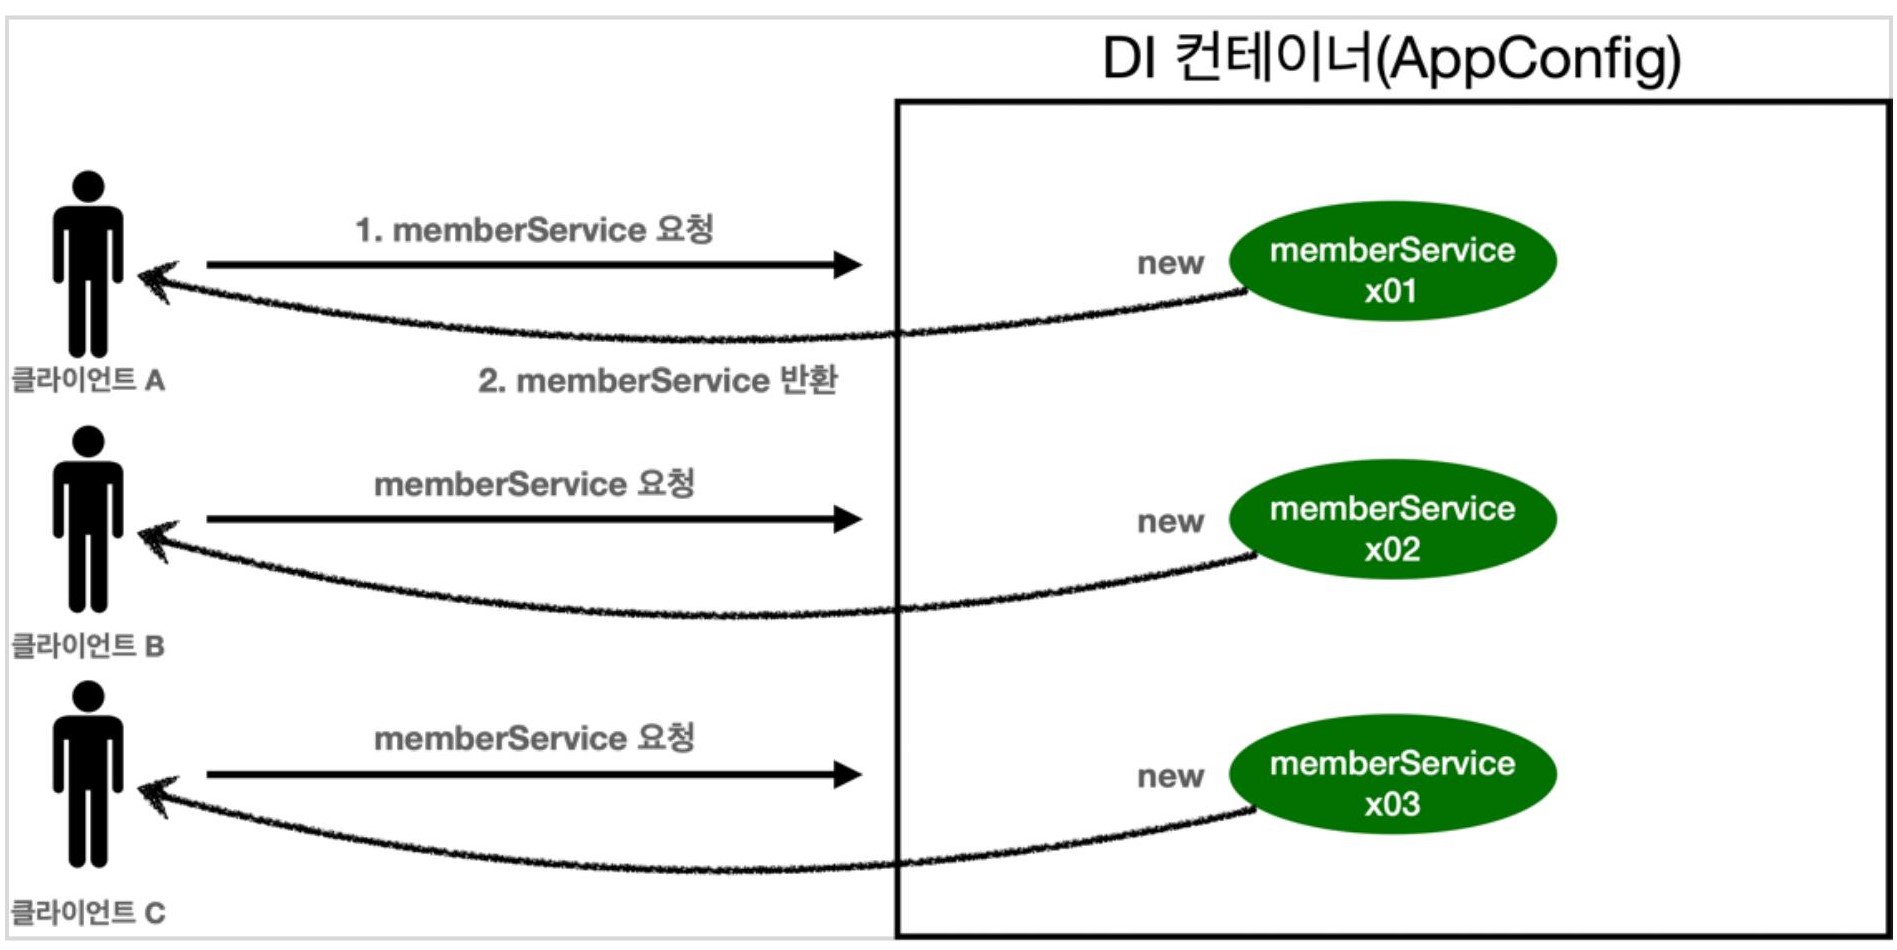 DI 컨테이너(AppConfig)
1. memberService 요청
new
memberService
x01
2. memberService 반환
클라이언트 A
memberService 요청
new
memberService
x02
클라이언트 B
memberService 요청
new
memberService
x03
클라이언트 C